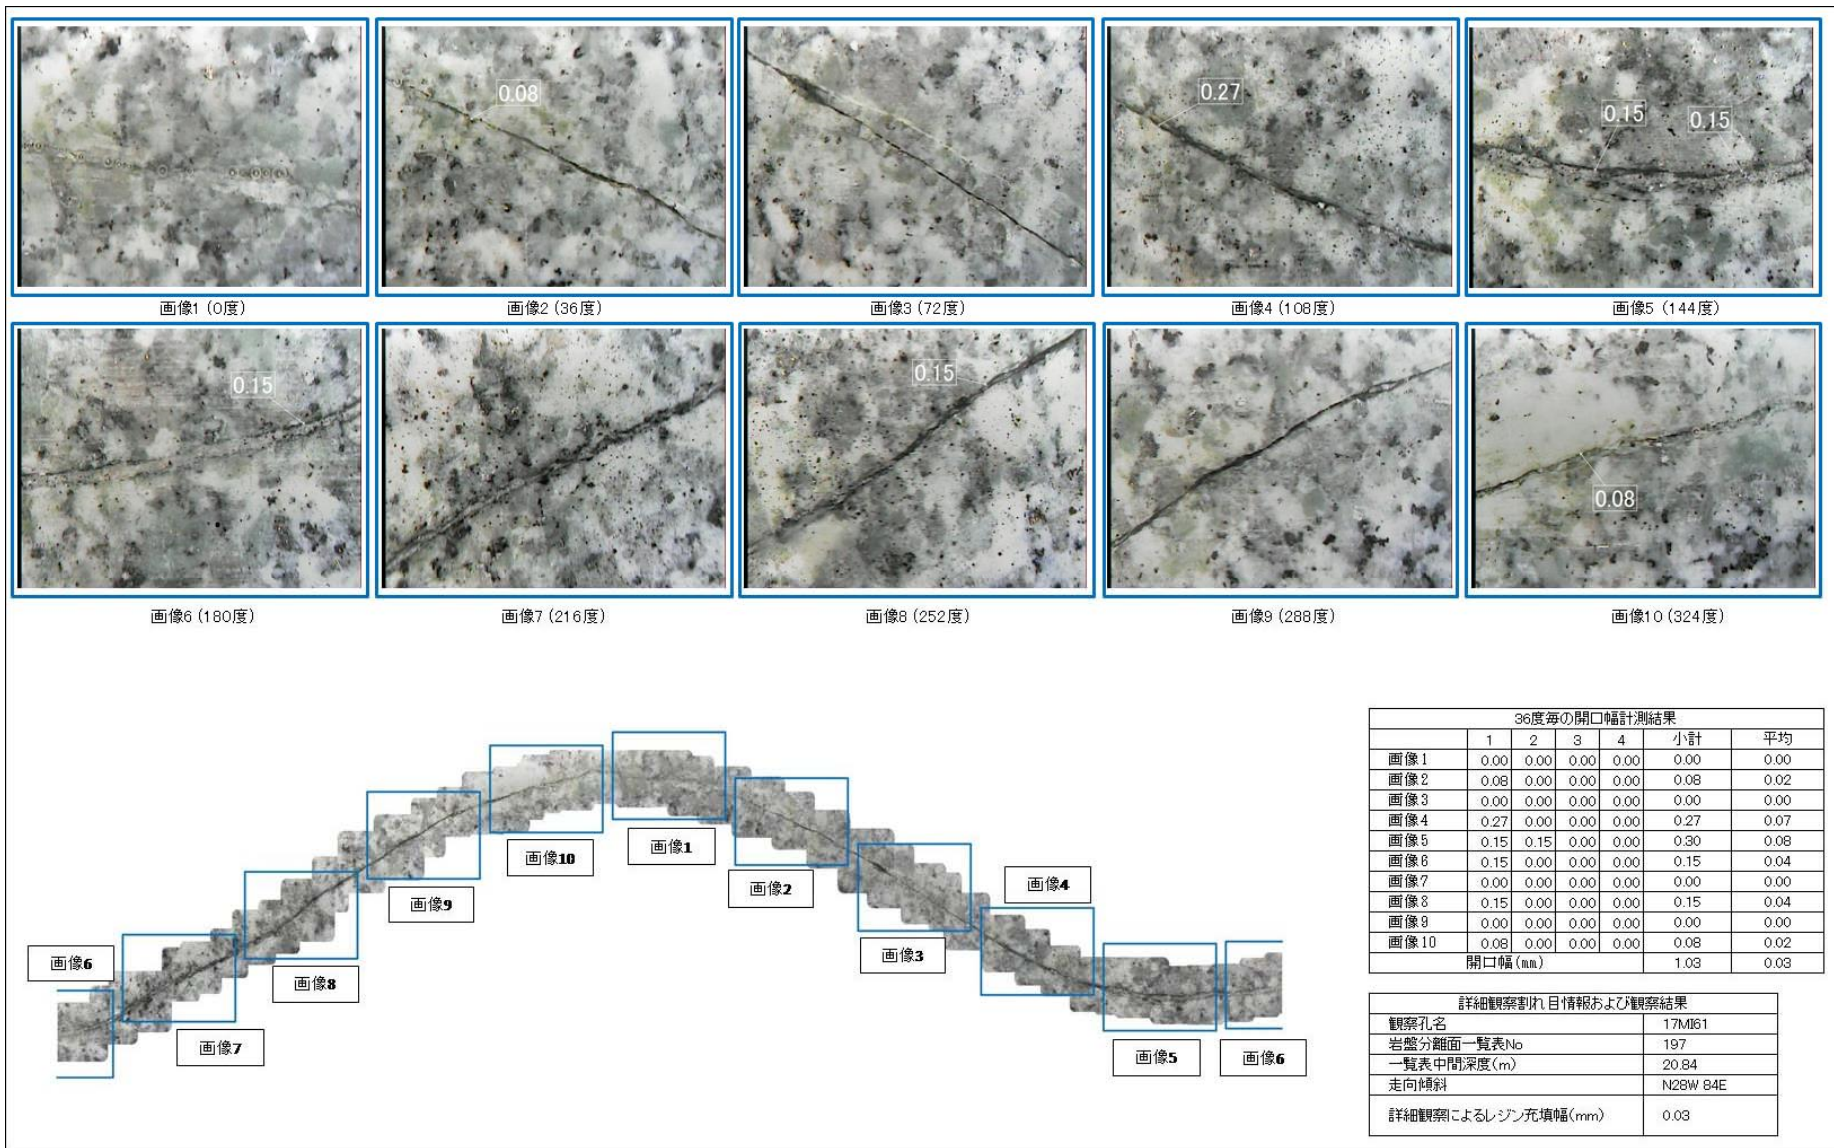 0.08
0.27
0.15
0.15
画像1 (0度)
画像2 (36度)
画像3 (72度)
画像4 (108度)
画像5 (144度)
0.15
0.15
0.08
画像6 (180度)
画像7 (216度)
画像8 (252度)
画像9 (288度)
画像10 (324度)
画像1
画像10
画像2
画像4
画像9
画像3
画像6
画像8
画像7
画像5
画像6
36度毎の開口幅計測結果
1 2 3 4 小計 平均
画像1 0.00 0.00 0.00 0.00 0.00 0.00
画像2 0.08 0.00 0.00 0.00 0.08 0.02
画像3 0.00 0.00 0.00 0.00 0.00 0.00
画像4 0.27 0.00 0.00 0.00 0.27 0.07
画像5 0.15 0.15 0.00 0.00 0.30 0.08
画像6 0.15 0.00 0.00 0.00 0.15 0.04
画像7 0.00 0.00 0.00 0.00 0.00 0.00
画像8 0.15 0.00 0.00 0.00 0.15 0.04
画像9 0.00 0.00 0.00 0.00 0.00 0.00
画像10 0.08 0.00 0.00 0.00 0.08 0.02
開口幅(mm) 1.03 0.03
詳細観察割れ目情報および観察結果
観察孔名 17MI61
岩盤分離面一覧表No 197
一覧表中間深度(m) 20.84
走向傾斜 N28W 84E
詳細観察によるレジン充填幅(mm) 0.03